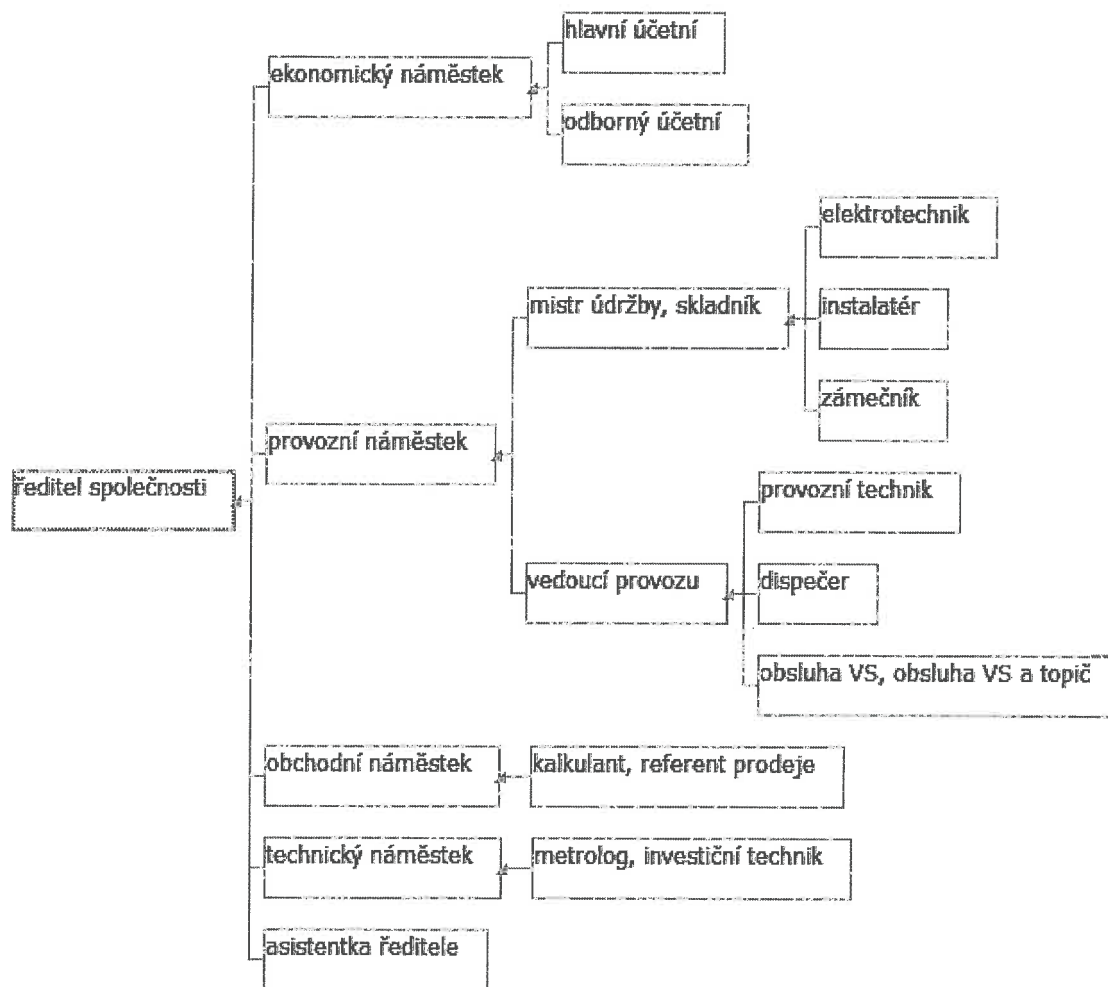 hlavní účetní
ekonomický náměstek
odborný účetní
elektrotechnik
mistr údržby, skladník
instalatér
zámečník
provozní náměstek
ředitel společnosti
provozní technik
vedoucí provozu
dispečer
obsluha VS, obsluha VS a topič
obchodní náměstek
kalkulant, referent prodeje
technický náměstek
metrolog, investiční technik
asistentka ředitele